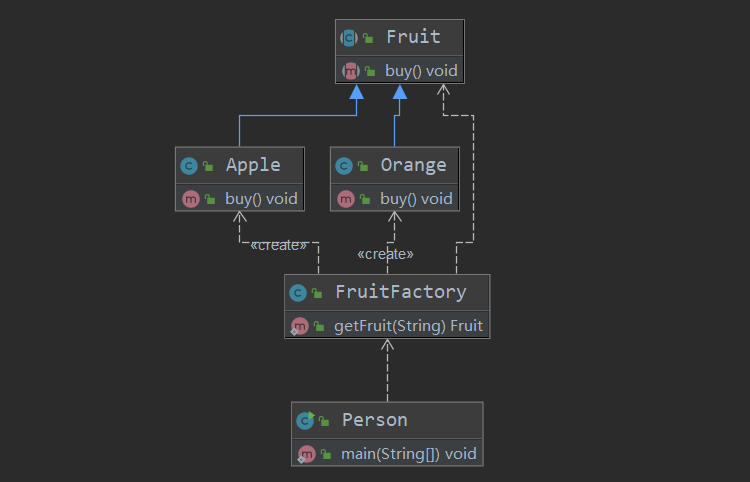 Fruit
buy() void
Apple
buy() void
Orange
buy() void
«create»
«create»
FruitFactory
getFruit(String) Fruit
Person
main(String[]) void